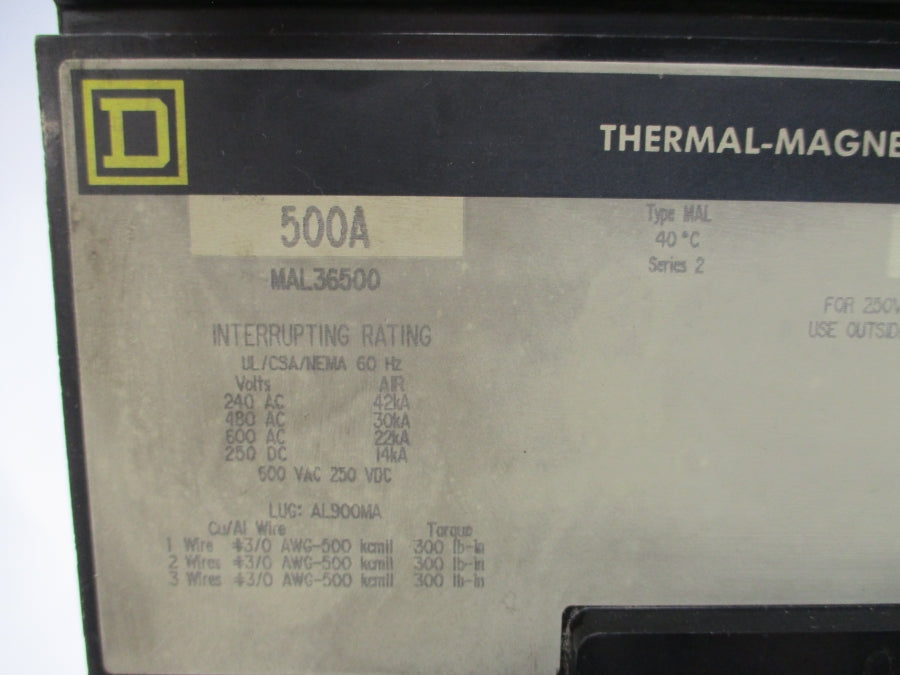 D
THERMAL-MAGNE
500A
MAL36500
Type MAL
40°C
Series 2
FOR 250V
USE OUTSID
INTERRUPTING RATING
UL/CSA/NEMA 60 Hz
Volts AIR
240 AC 42kA
480 AC 30kA
600 AC 22kA
250 DC 14kA
600 VAC 250 VDC
LUG: AL900MA
Cu/Al Wire Torque
1 Wire #3/0 AWG-500 kcmil 300 lb-in
2 Wires #3/0 AWG-500 kcmil 300 lb-in
3 Wires #3/0 AWG-500 kcmil 300 lb-in